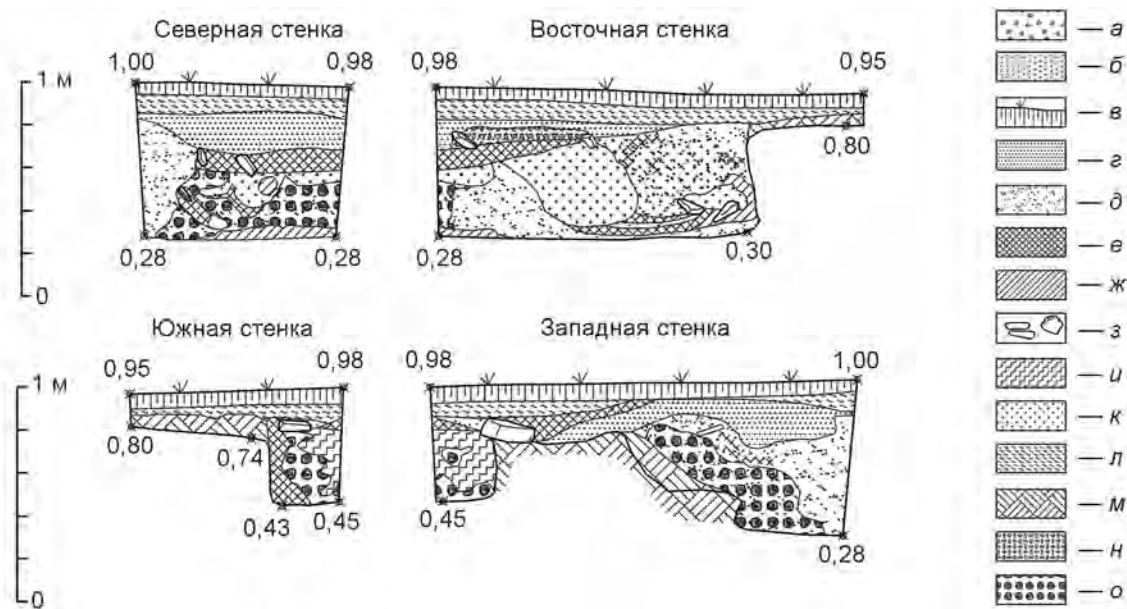 Северная стенка
Восточная стенка
1,00
0,98
0,98
0,95
1 м
0,80
0,28
0,28
0,28
0,30
0
Южная стенка
Западная стенка
0,95
0,98
0,98
1,00
1 м
0,80
0,74
0,43
0,45
0,45
0,28
0
— а
— б
— в
— г
— д
— е
— ж
— з
— и
— к
— л
— м
— н
— о